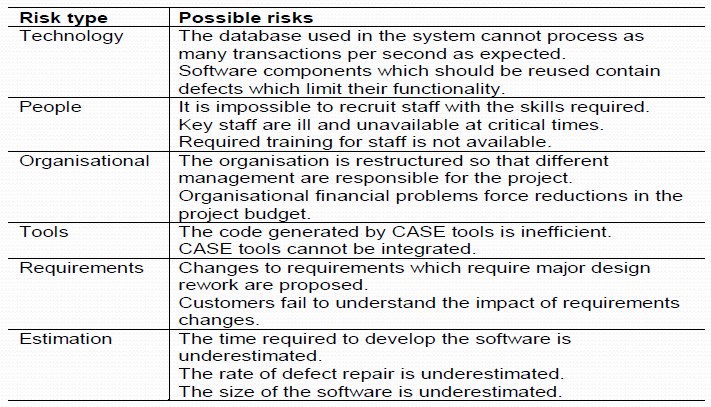 Risk type Possible risks
Technology The database used in the system cannot process as
many transactions per second as expected.
Software components which should be reused contain
defects which limit their functionality.
People It is impossible to recruit staff with the skills required.
Key staff are ill and unavailable at critical times.
Required training for staff is not available.
Organisational The organisation is restructured so that different
management are responsible for the project.
Organisational financial problems force reductions in the
project budget.
Tools The code generated by CASE tools is inefficient.
CASE tools cannot be integrated.
Requirements Changes to requirements which require major design
rework are proposed.
Customers fail to understand the impact of requirements
changes.
Estimation The time required to develop the software is
underestimated.
The rate of defect repair is underestimated.
The size of the software is underestimated.